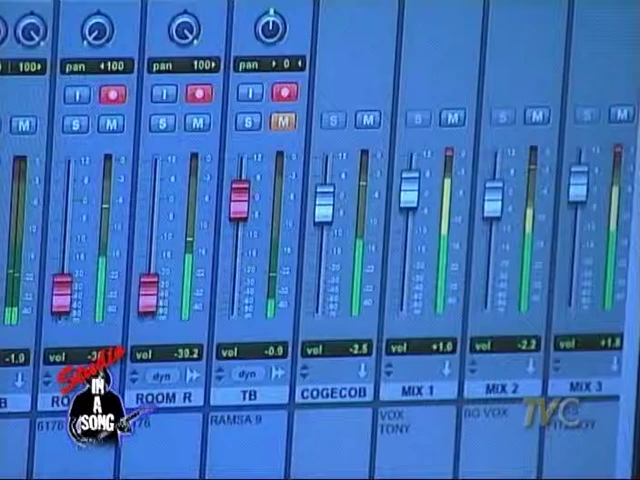 100
pan 100
pan 100
pan 0
I
I
I
M
S M
S M
S M
S M
S M
S M
S M
-1.9
vol
vol -39.2
vol -0.9
vol -2.5
vol +1.0
vol -2.2
vol +1.8
dyn
dyn
B
ROOM R
TB
COGECOB
MIX 1
MIX 2
MIX 3
RAMSA 9
VOX
TONY
BG VOX
Studio
IN
A
SONG
TVC